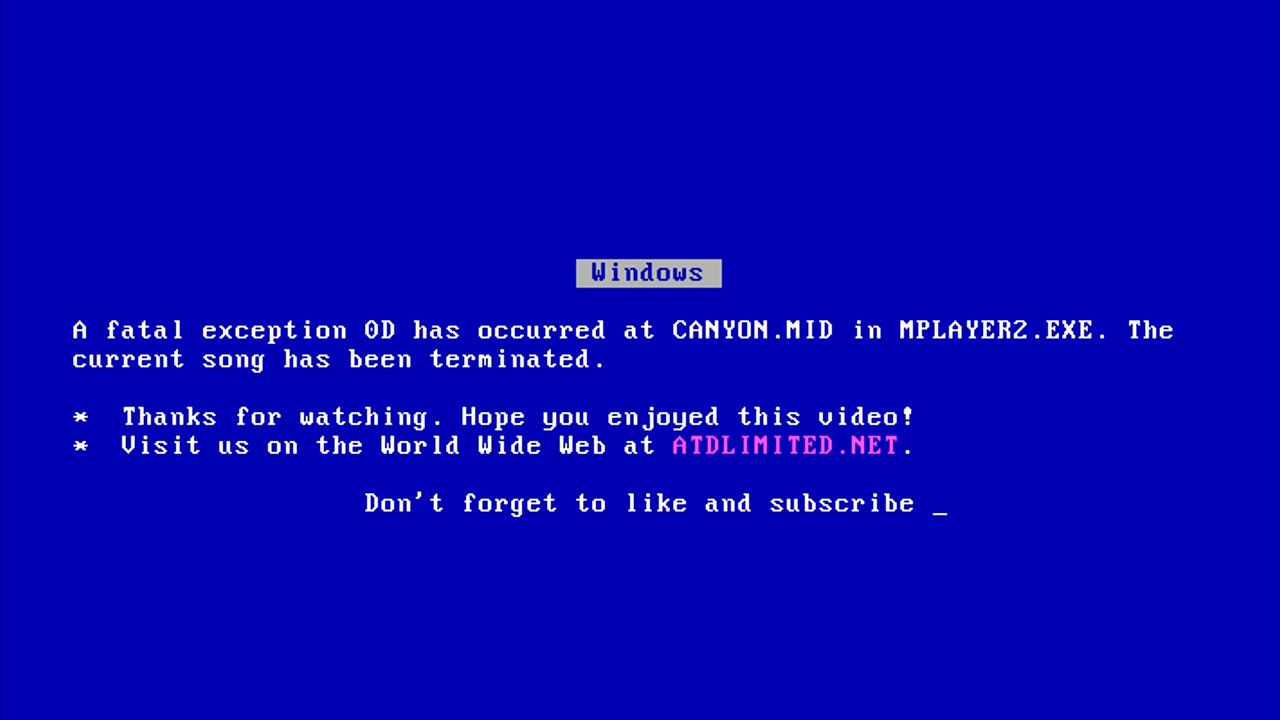 Windows
A fatal exception 0D has occurred at CANYON.MID in MPLAYER2.EXE. The
current song has been terminated.
*  Thanks for watching. Hope you enjoyed this video!
*  Visit us on the World Wide Web at ATDLIMITED.NET.
Don't forget to like and subscribe _